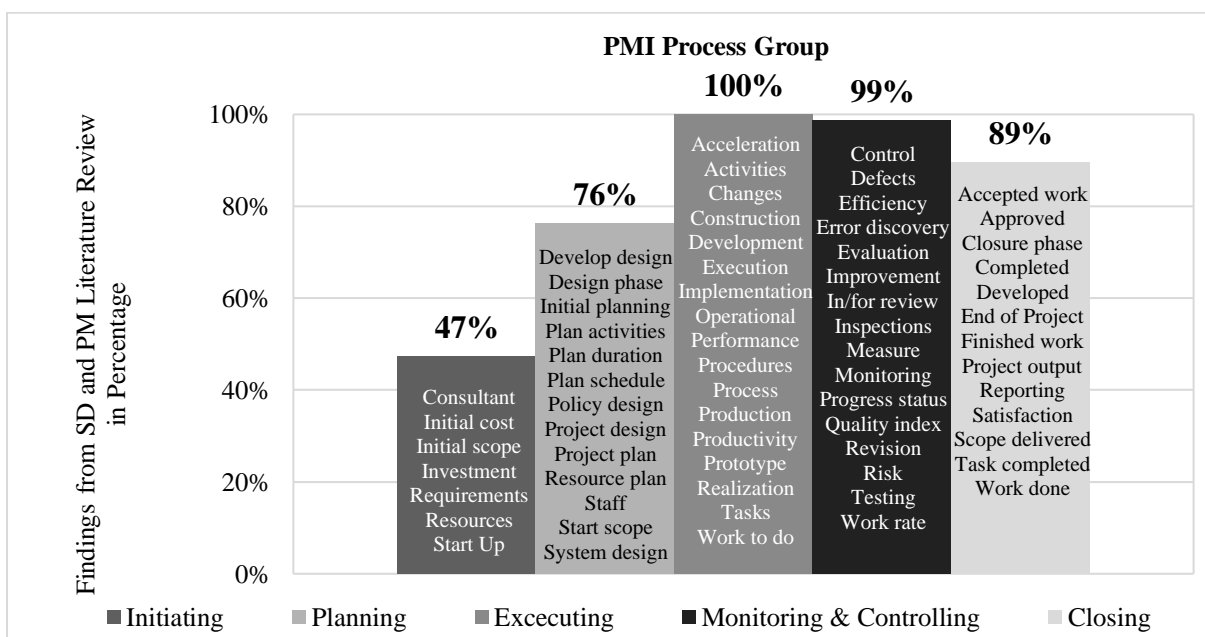 PMI Process Group
Findings from SD and PM Literature Review
in Percentage
100%
80%
60%
40%
20%
0%
47%
Consultant
Initial cost
Initial scope
Investment
Requirements
Resources
Start Up
76%
Develop design
Design phase
Initial planning
Plan activities
Plan duration
Plan schedule
Policy design
Project design
Project plan
Resource plan
Staff
Start scope
System design
100%
Acceleration
Activities
Changes
Construction
Development
Execution
Implementation
Operational
Performance
Procedures
Process
Production
Productivity
Prototype
Realization
Tasks
Work to do
99%
Control
Defects
Efficiency
Error discovery
Evaluation
Improvement
In/for review
Inspections
Measure
Monitoring
Progress status
Quality index
Revision
Risk
Testing
Work rate
89%
Accepted work
Approved
Closure phase
Completed
Developed
End of Project
Finished work
Project output
Reporting
Satisfaction
Scope delivered
Task completed
Work done
Initiating Planning Excecuting Monitoring & Controlling Closing